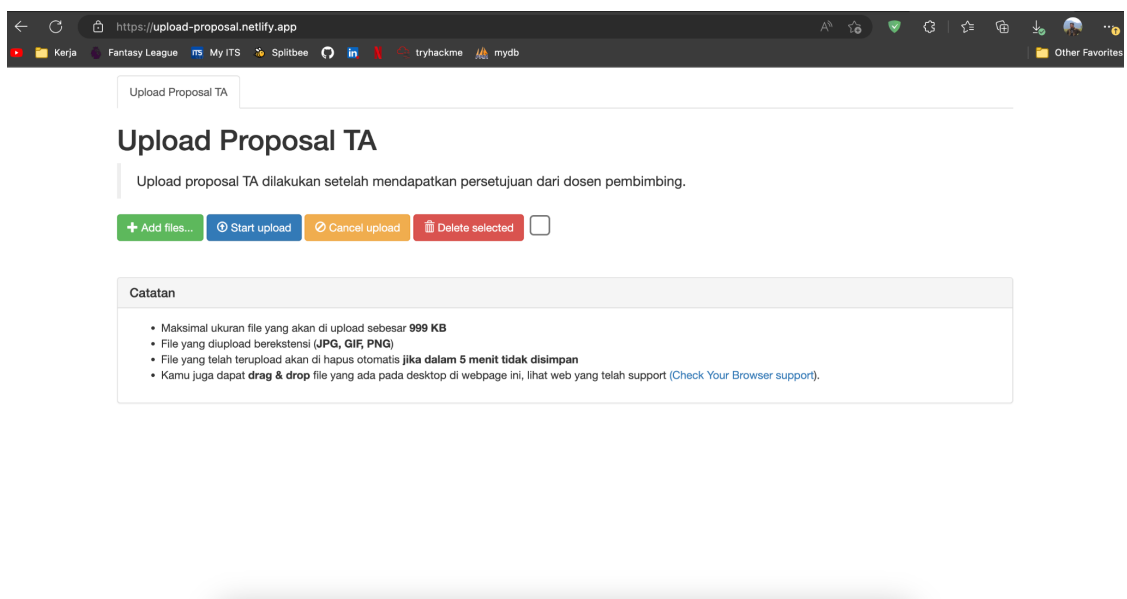 https://upload-proposal.netlify.app
Kerja Fantasy League ITS My ITS Splitbee in tryhackme mydb Other Favorites
Upload Proposal TA
Upload Proposal TA
Upload proposal TA dilakukan setelah mendapatkan persetujuan dari dosen pembimbing.
Add files... Start upload Cancel upload Delete selected
Catatan
• Maksimal ukuran file yang akan di upload sebesar 999 KB
• File yang diupload berekstensi (JPG, GIF, PNG)
• File yang telah terupload akan di hapus otomatis jika dalam 5 menit tidak disimpan
• Kamu juga dapat drag & drop file yang ada pada desktop di webpage ini, lihat web yang telah support (Check Your Browser support).